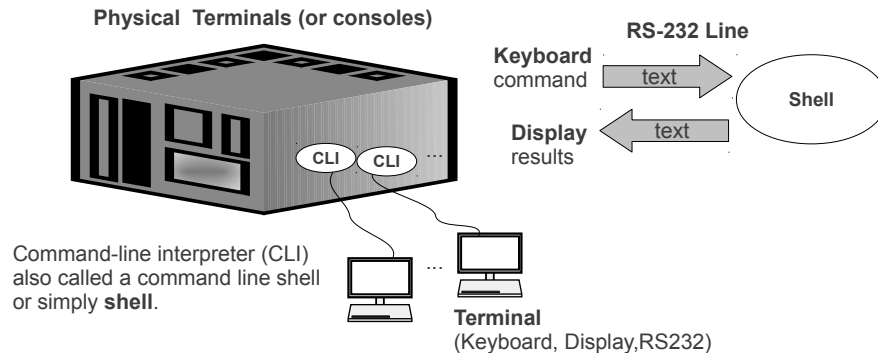 Physical Terminals (or consoles)
RS-232 Line
Keyboard
command
text
Shell
Display
results
text
CLI
CLI
...
...
Command-line interpreter (CLI)
also called a command line shell
or simply shell.
Terminal
(Keyboard, Display,RS232)